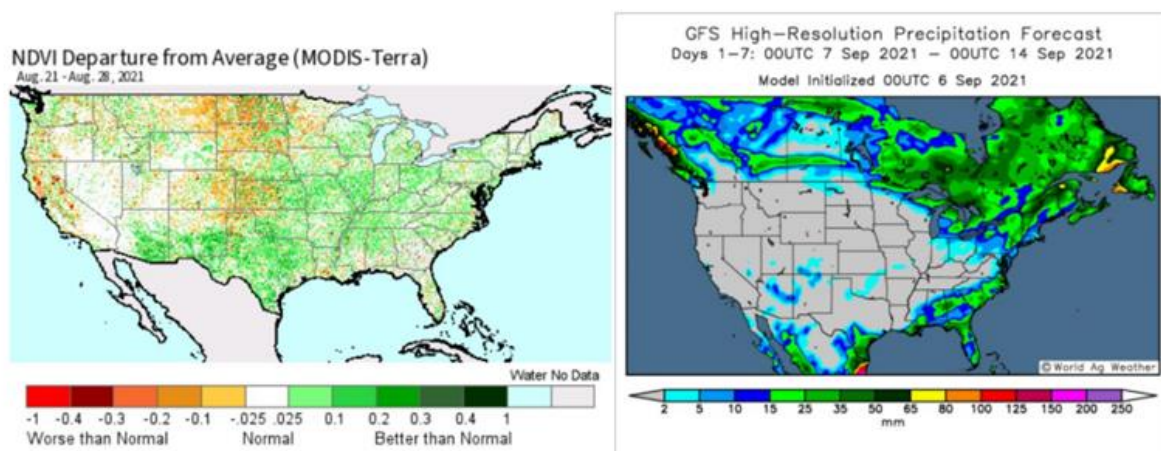 NDVI Departure from Average (MODIS-Terra)
Aug. 21 - Aug. 28, 2021
Water No Data
-1 -0.4 -0.3 -0.2 -0.1 -.025 .025 0.1 0.2 0.3 0.4 1
Worse than Normal Normal Better than Normal
GFS High-Resolution Precipitation Forecast
Days 1-7: 00UTC 7 Sep 2021 - 00UTC 14 Sep 2021
Model Initialized 00UTC 6 Sep 2021
© World Ag Weather
2 5 10 15 25 35 50 65 80 100 125 150 200 250
mm